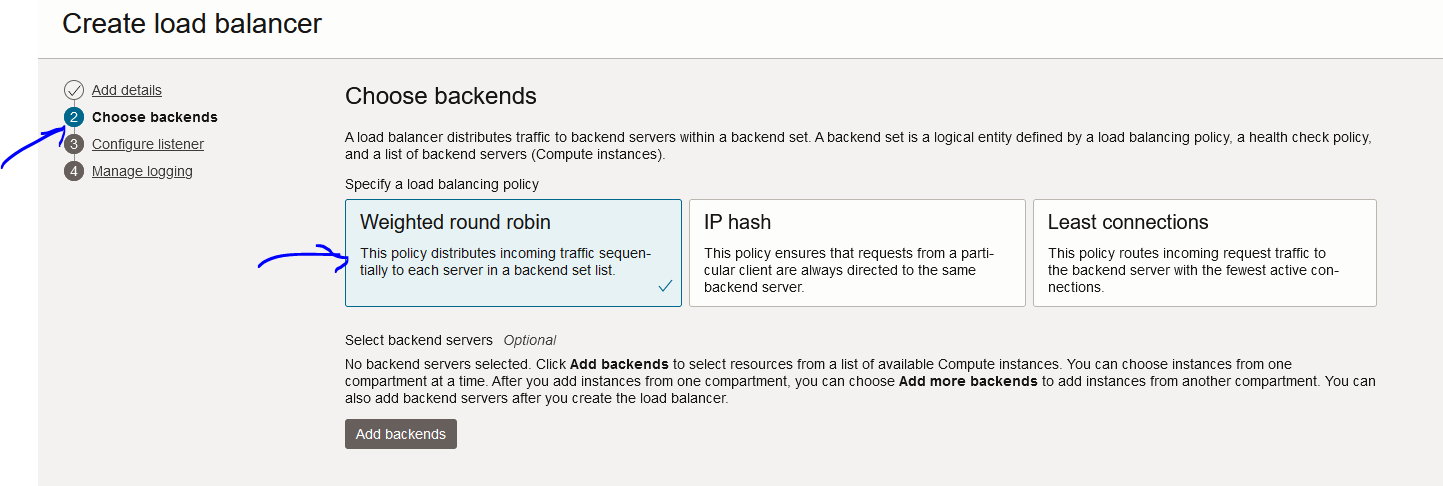 Create load balancer
Add details
2 Choose backends
3 Configure listener
4 Manage logging
Choose backends
A load balancer distributes traffic to backend servers within a backend set. A backend set is a logical entity defined by a load balancing policy, a health check policy,
and a list of backend servers (Compute instances).
Specify a load balancing policy
Weighted round robin
This policy distributes incoming traffic sequen-
tially to each server in a backend set list.
IP hash
This policy ensures that requests from a parti-
cular client are always directed to the same
backend server.
Least connections
This policy routes incoming request traffic to
the backend server with the fewest active con-
nections.
Select backend servers Optional
No backend servers selected. Click Add backends to select resources from a list of available Compute instances. You can choose instances from one
compartment at a time. After you add instances from one compartment, you can choose Add more backends to add instances from another compartment. You can
also add backend servers after you create the load balancer.
Add backends